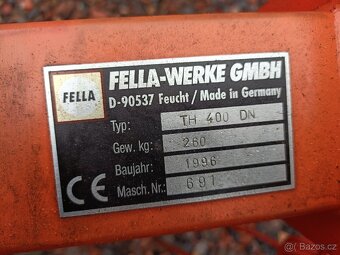 FELLA
FELLA-WERKE GMBH
D-90537 Feucht / Made in Germany
Typ: TH 400 DN
Gew. kg: 260
Baujahr: 1996
Masch. Nr.: 691
CE
bazos.cz